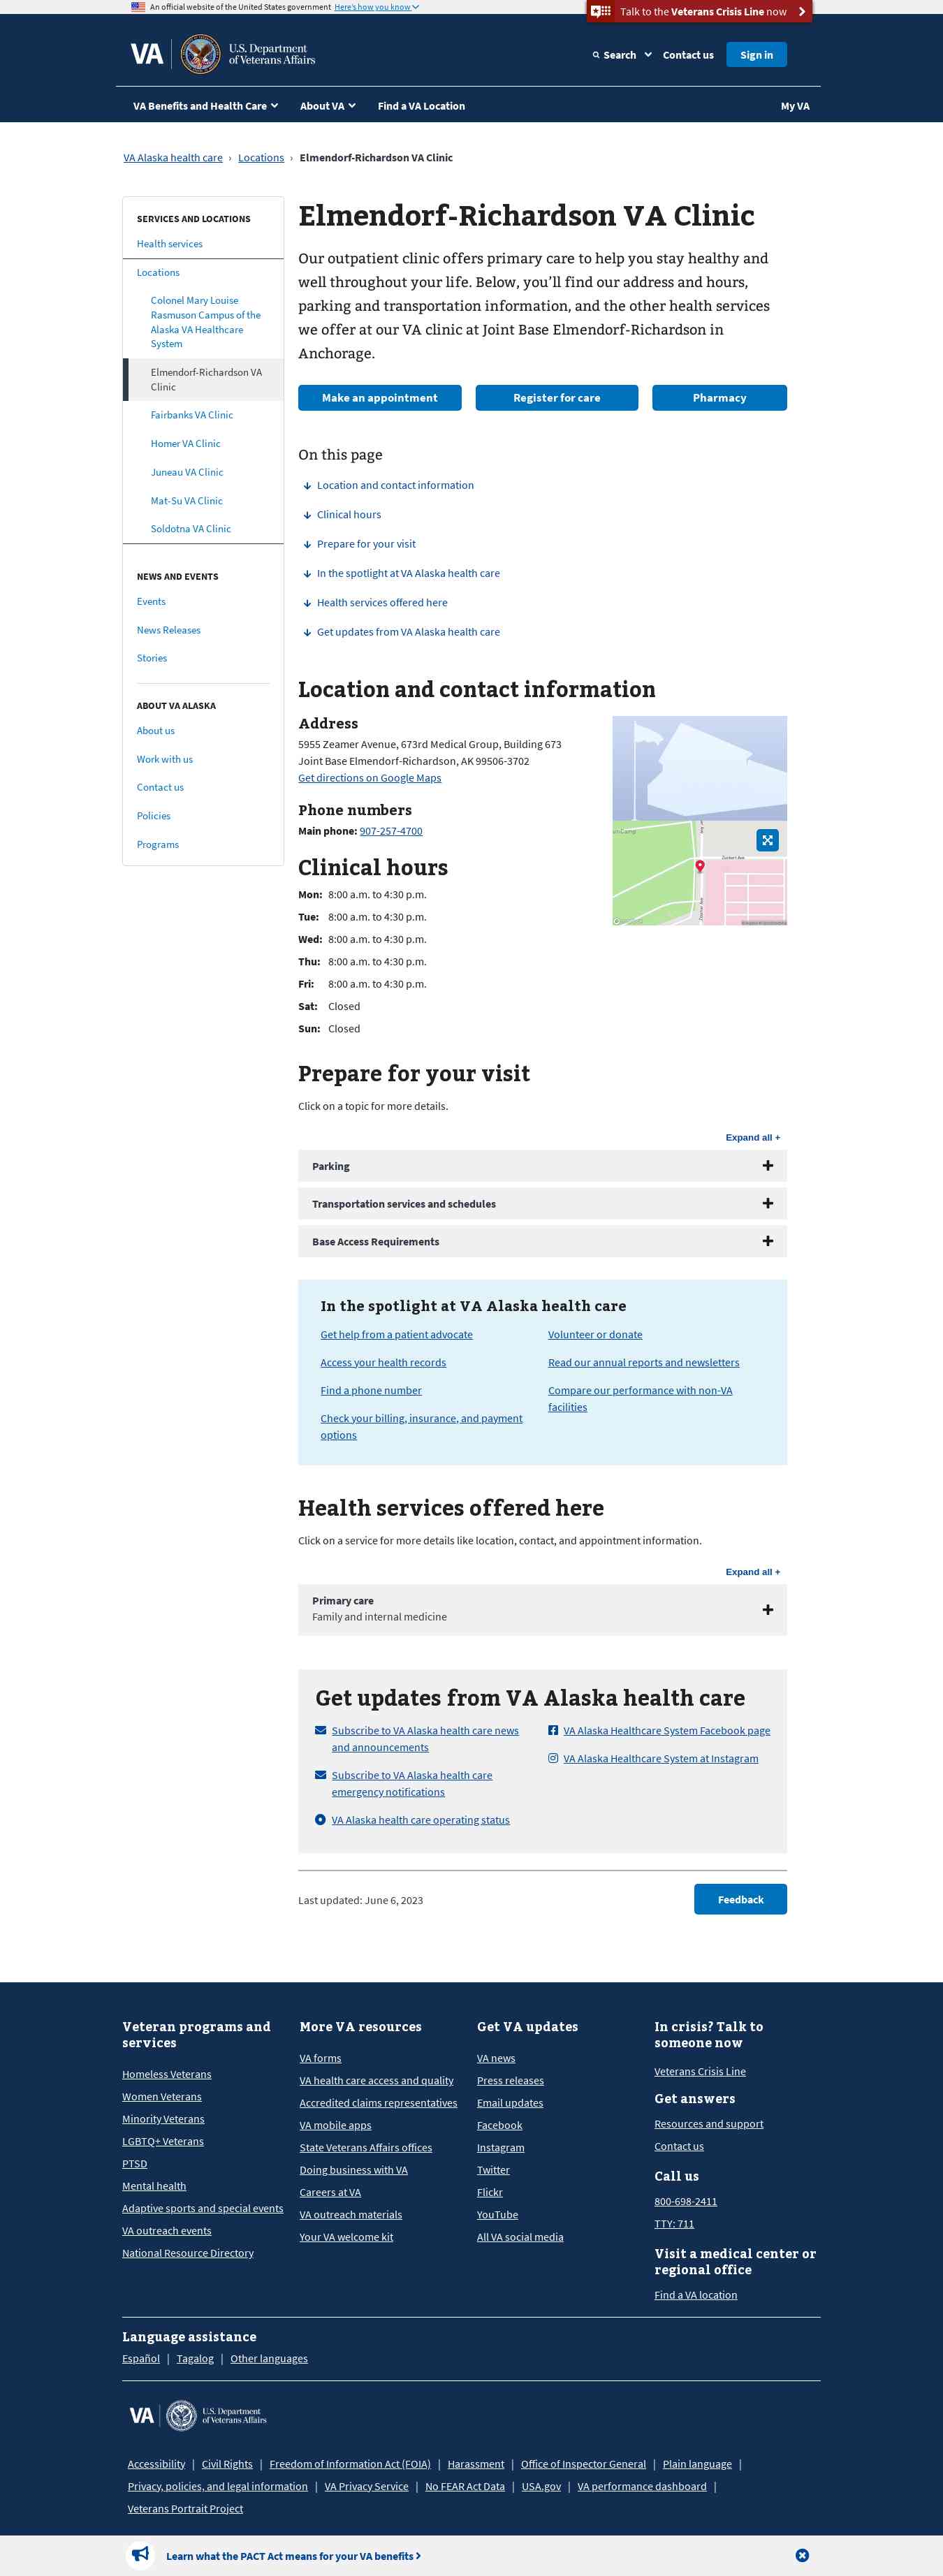 An official website of the United States government Here's how you know
Talk to the Veterans Crisis Line now
VA
U.S. Department
of Veterans Affairs
Search
Contact us
Sign in
VA Benefits and Health Care
About VA
Find a VA Location
My VA
VA Alaska health care › Locations › Elmendorf-Richardson VA Clinic
SERVICES AND LOCATIONS
Health services
Locations
Colonel Mary Louise
Rasmuson Campus of the
Alaska VA Healthcare
System
Elmendorf-Richardson VA
Clinic
Fairbanks VA Clinic
Homer VA Clinic
Juneau VA Clinic
Mat-Su VA Clinic
Soldotna VA Clinic
NEWS AND EVENTS
Events
News Releases
Stories
ABOUT VA ALASKA
About us
Work with us
Contact us
Policies
Programs
Elmendorf-Richardson VA Clinic
Our outpatient clinic offers primary care to help you stay healthy and
well throughout your life. Below, you’ll find our address and hours,
parking transportation information, and the other health services
we offer at our VA clinic at Joint Base Elmendorf-Richardson in
Anchorage.
Make an appointment
Register for care
Pharmacy
On this page
Location and contact information
Clinical hours
Prepare for your visit
In the spotlight at VA Alaska health care
Health services offered here
Get updates from VA Alaska health care
Location and contact information
Address
5955 Zeamer Avenue, 673rd Medical Group, Building 673
Joint Base Elmendorf-Richardson, AK 99506-3702
Get directions on Google Maps
Phone numbers
Main phone: 907-257-4700
Zuckert Ave
Clinical hours
Mon: 8:00 a.m. to 4:30 p.m.
Tue: 8:00 a.m. to 4:30 p.m.
Wed: 8:00 a.m. to 4:30 p.m.
Thu: 8:00 a.m. to 4:30 p.m.
Fri: 8:00 a.m. to 4:30 p.m.
Sat: Closed
Sun: Closed
Prepare for your visit
Click on a topic for more details.
Expand all +
Parking
Transportation services and schedules
Base Access Requirements
In the spotlight at VA Alaska health care
Get help from a patient advocate
Access your health records
Find a phone number
Check your billing, insurance, and payment
options
Volunteer or donate
Read our annual reports and newsletters
Compare our performance with non-VA
facilities
Health services offered here
Click on a service for more details like location, contact, and appointment information.
Expand all +
Primary care
Family and internal medicine
Get updates from VA Alaska health care
Subscribe to VA Alaska health care news
and announcements
Subscribe to VA Alaska health care
emergency notifications
VA Alaska health care operating status
VA Alaska Healthcare System Facebook page
VA Alaska Healthcare System at Instagram
Last updated: June 6, 2023
Feedback
Veteran programs and
services
Homeless Veterans
Women Veterans
Minority Veterans
LGBTQ+ Veterans
PTSD
Mental health
Adaptive sports and special events
VA outreach events
National Resource Directory
More VA resources
VA forms
VA health care access and quality
Accredited claims representatives
VA mobile apps
State Veterans Affairs offices
Doing business with VA
Careers at VA
VA outreach materials
Your VA welcome kit
Get VA updates
VA news
Press releases
Email updates
Facebook
Instagram
Twitter
Flickr
YouTube
All VA social media
In crisis? Talk to
someone now
Veterans Crisis Line
Get answers
Resources and support
Contact us
Call us
800-698-2411
TTY: 711
Visit a medical center or
regional office
Find a VA location
Language assistance
Español | Tagalog | Other languages
VA
U.S. Department
of Veterans Affairs
Accessibility | Civil Rights | Freedom of Information Act (FOIA) | Harassment | Office of Inspector General | Plain language |
Privacy, policies, and legal information | VA Privacy Service | No FEAR Act Data | USA.gov | VA performance dashboard |
Veterans Portrait Project
Learn what the PACT Act means for your VA benefits